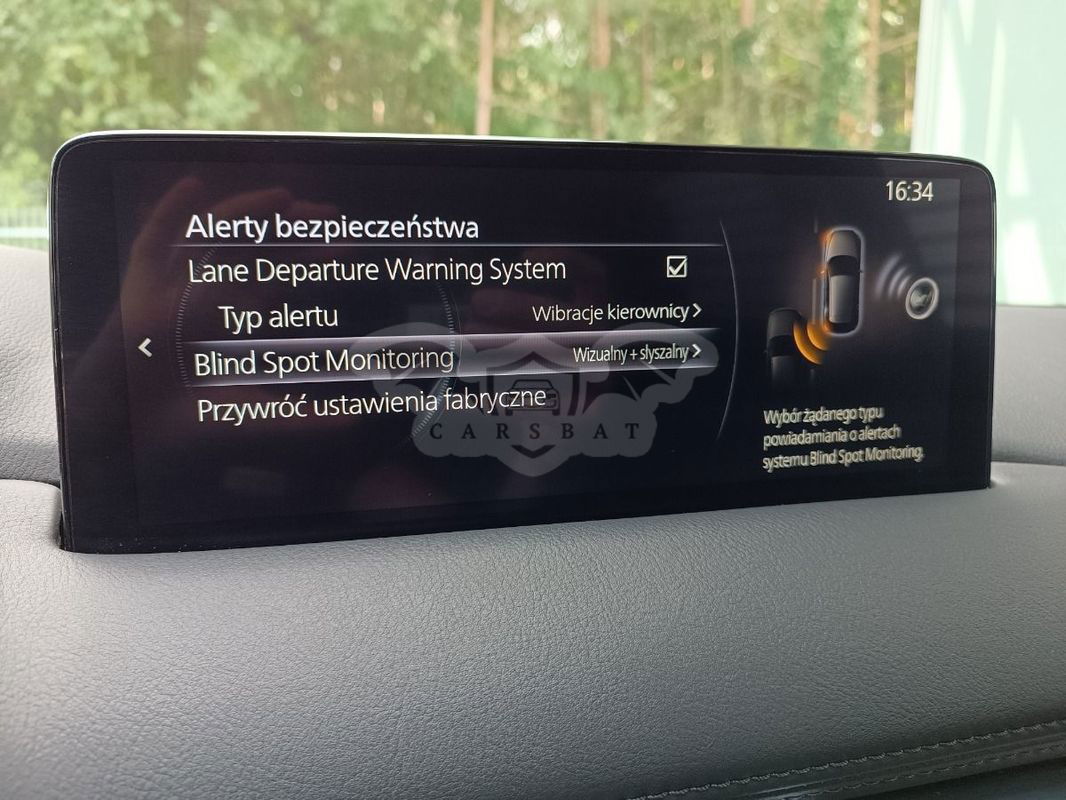 16:34
Alerty bezpieczeństwa
Lane Departure Warning System
Typ alertu Wibracje kierownicy
Blind Spot Monitoring Wizualny + słyszalny
Przywróć ustawienia fabryczne
Wybór żądanego typu
powiadamiania o alertach
systemu Blind Spot Monitoring.
CARSBAT